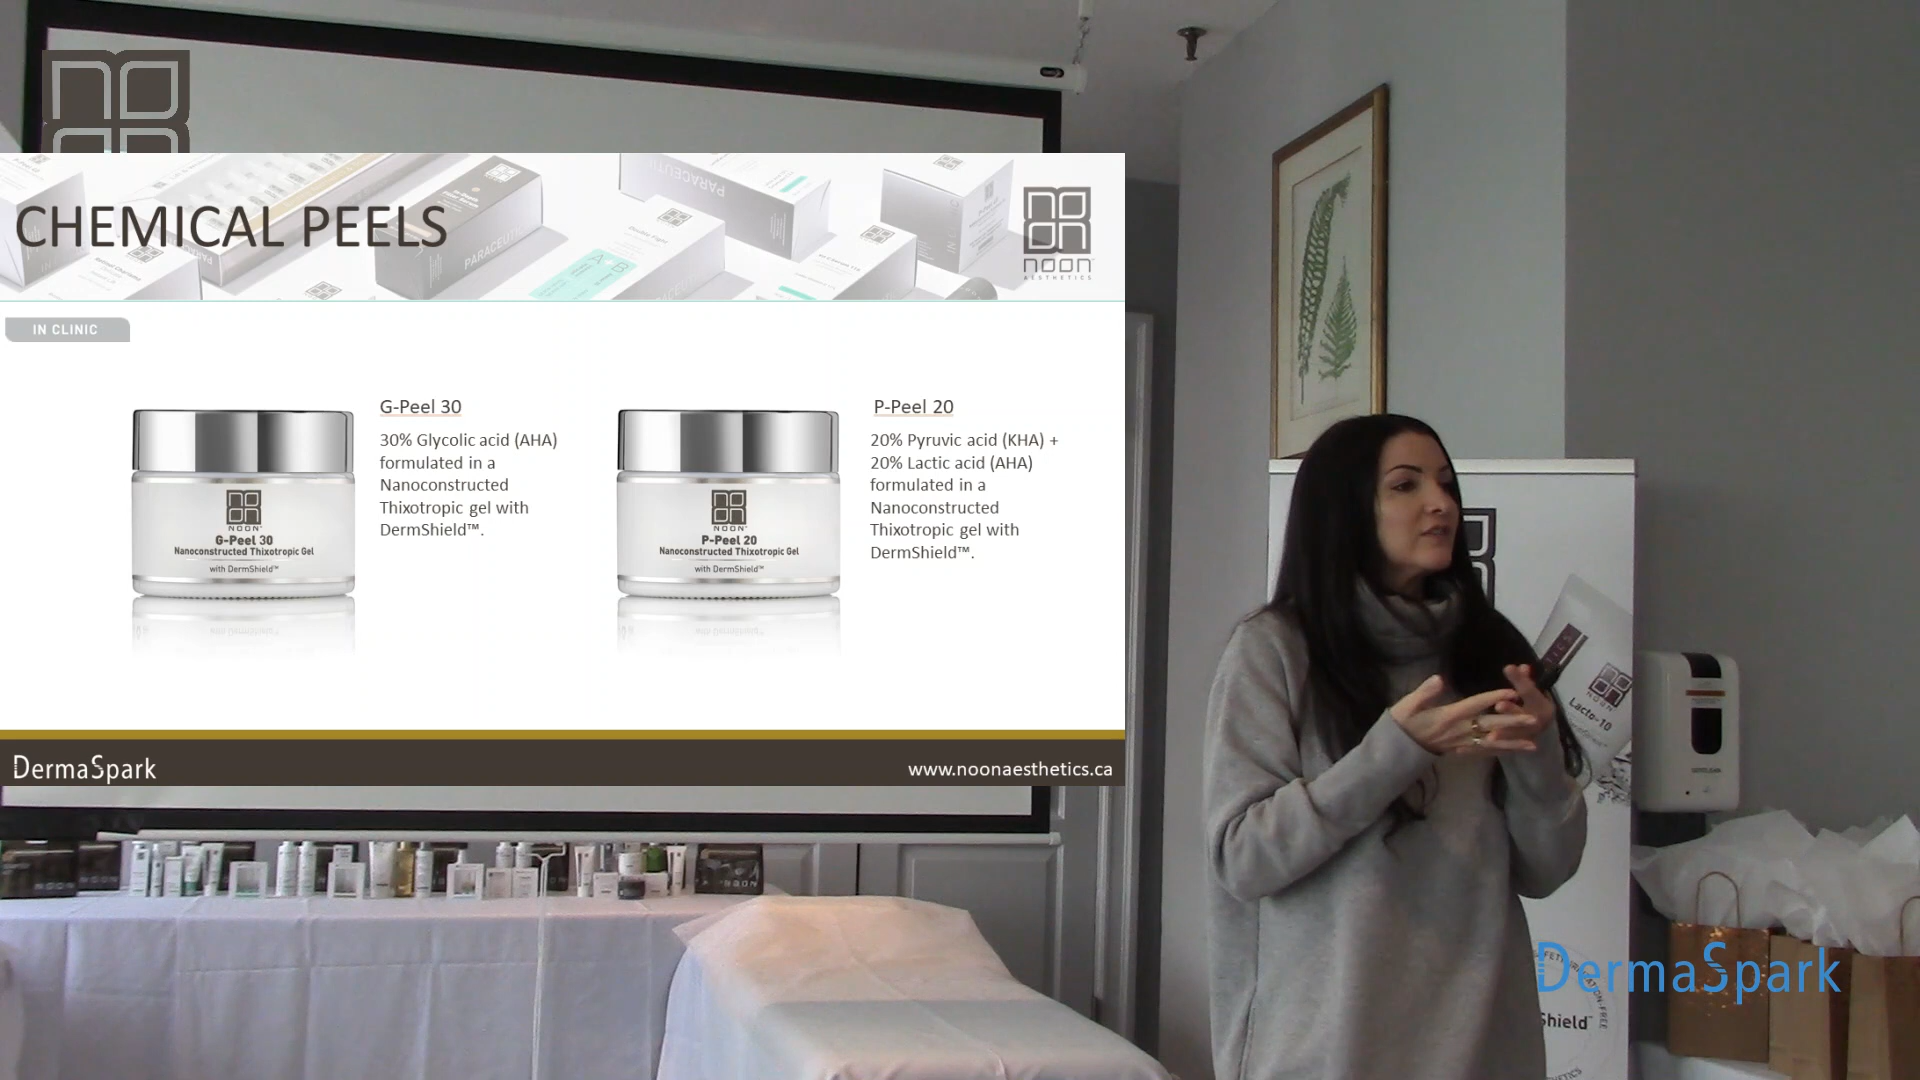 CHEMICAL PEELS
noon
AESTHETICS
IN CLINIC
G-Peel 30
30% Glycolic acid (AHA)
formulated in a
Nanoconstructed
Thixotropic gel with
DermShield™.
P-Peel 20
20% Pyruvic acid (KHA) +
20% Lactic acid (AHA)
formulated in a
Nanoconstructed
Thixotropic gel with
DermShield™.
NOON
G-Peel 30
Nanoconstructed Thixotropic Gel
with DermShield™
NOON
P-Peel 20
Nanoconstructed Thixotropic Gel
with DermShield™
DermaSpark
www.noonaesthetics.ca
NOON
Lacto-10
DermaSpark
Shield™